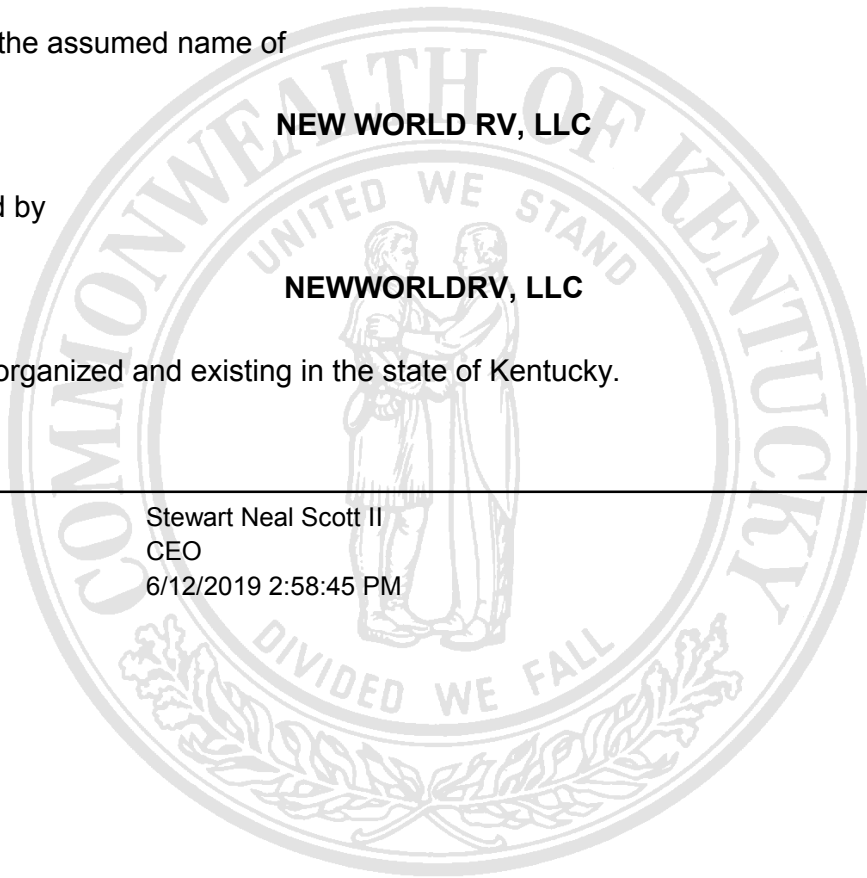 the assumed name of
NEW WORLD RV, LLC
d by
NEWWORLDRV, LLC
organized and existing in the state of Kentucky.
Stewart Neal Scott II
CEO
6/12/2019 2:58:45 PM
COMMONWEALTH OF KENTUCKY
UNITED WE STAND
DIVIDED WE FALL